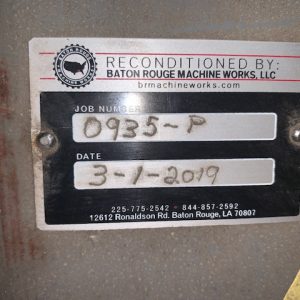 RECONDITIONED BY:
BATON ROUGE MACHINE WORKS, LLC
brmachineworks.com
JOB NUMBER
0935-P
DATE
3-1-2019
225-775-2542 • 844-857-2592
12612 Ronaldson Rd. Baton Rouge, LA 70807